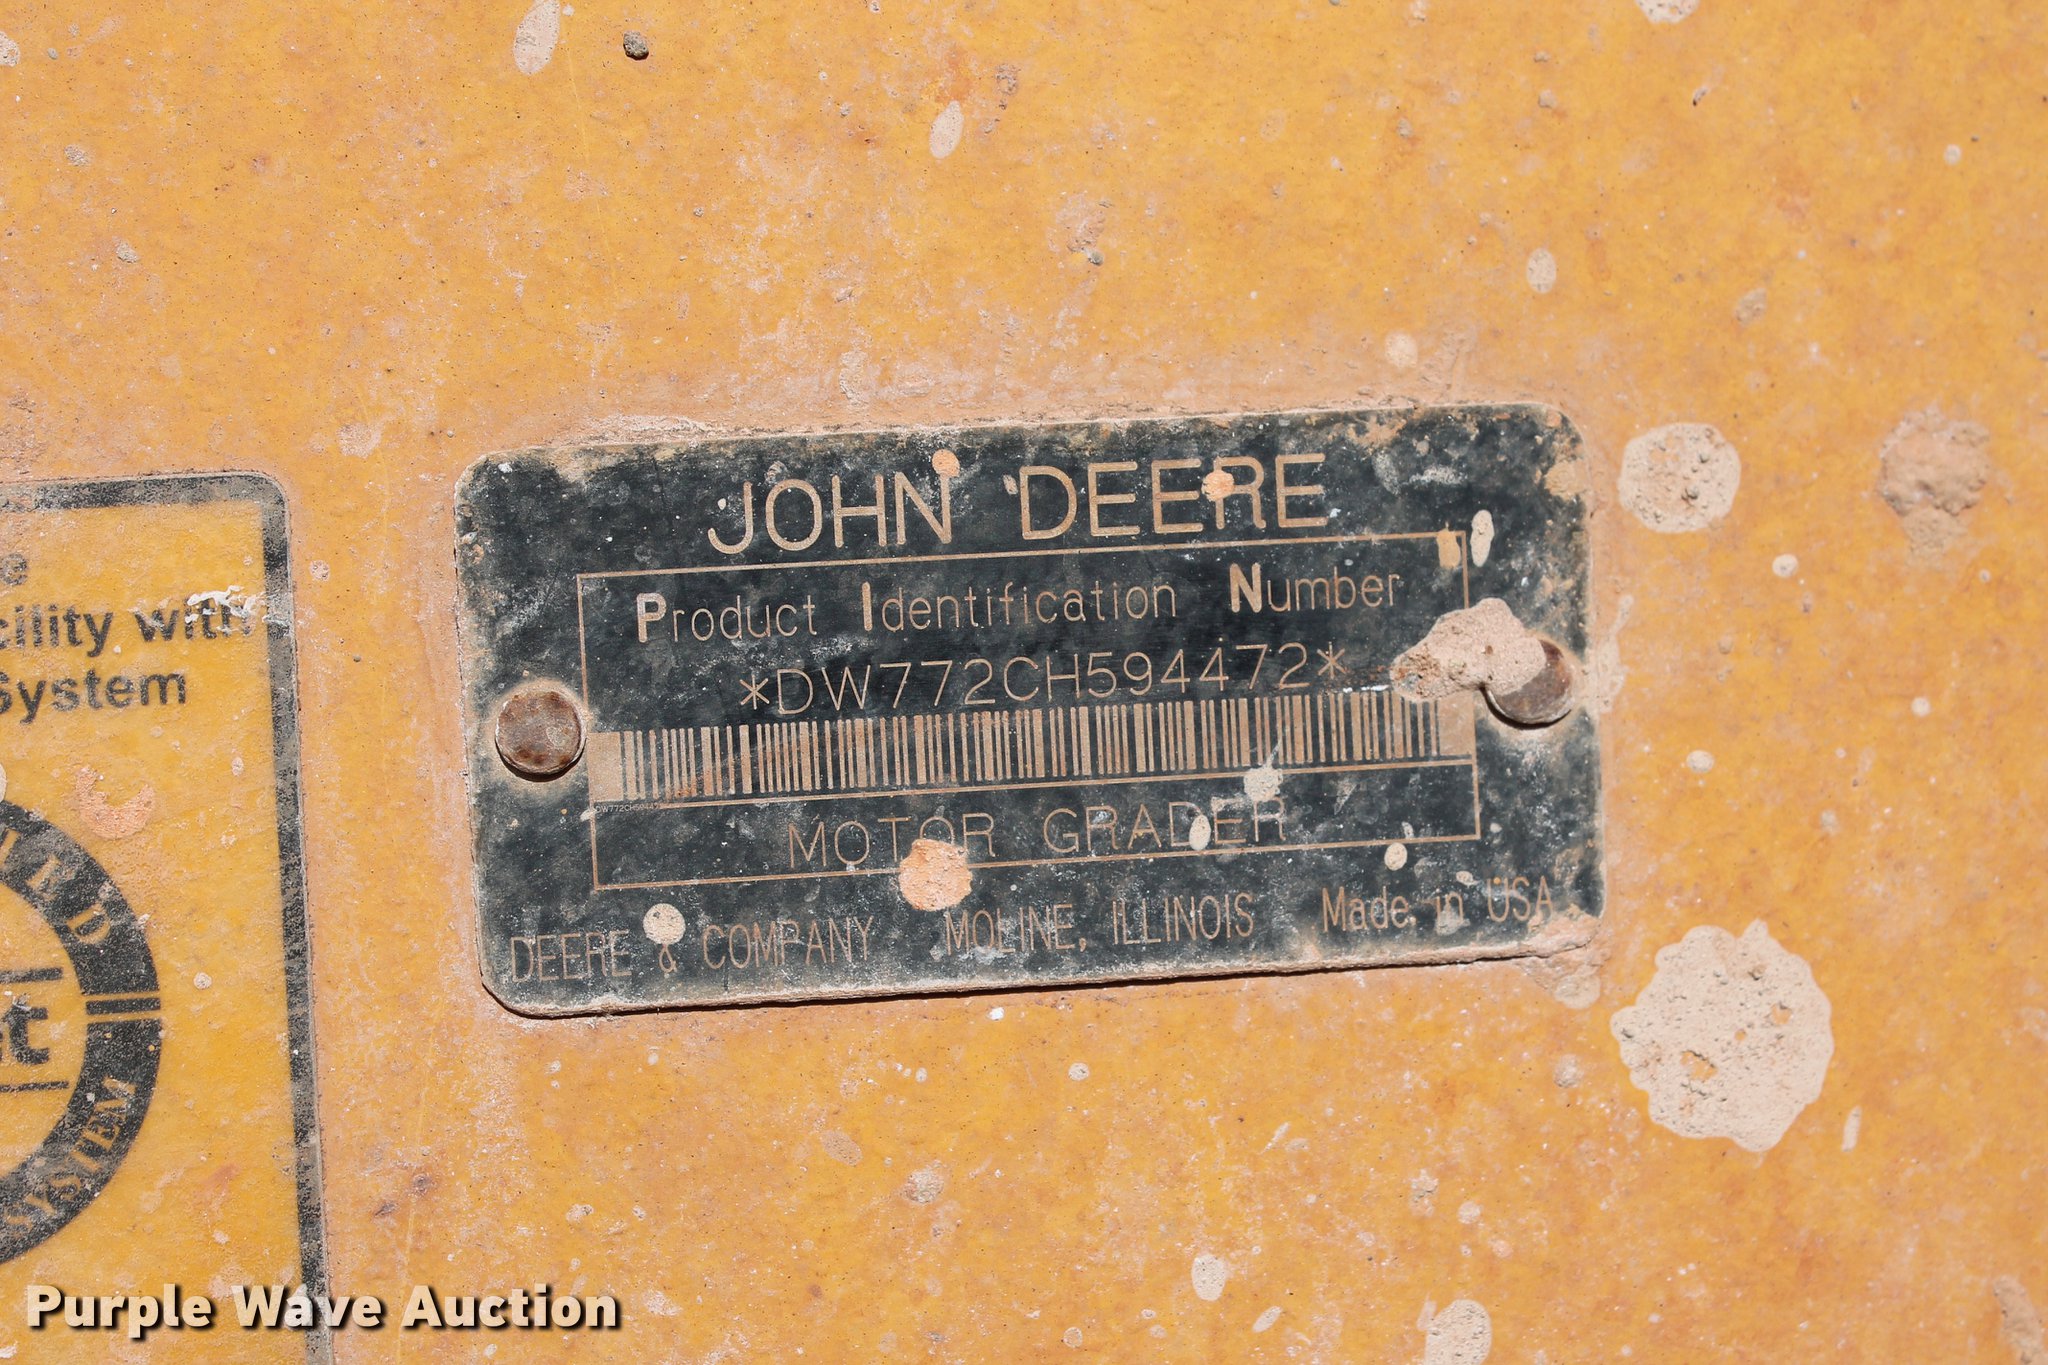 JOHN DEERE
Product Identification Number
*DW772CH594472*
MOTOR GRADER
DEERE & COMPANY MOLINE, ILLINOIS Made in USA
with
System
SYSTEM
Purple Wave Auction